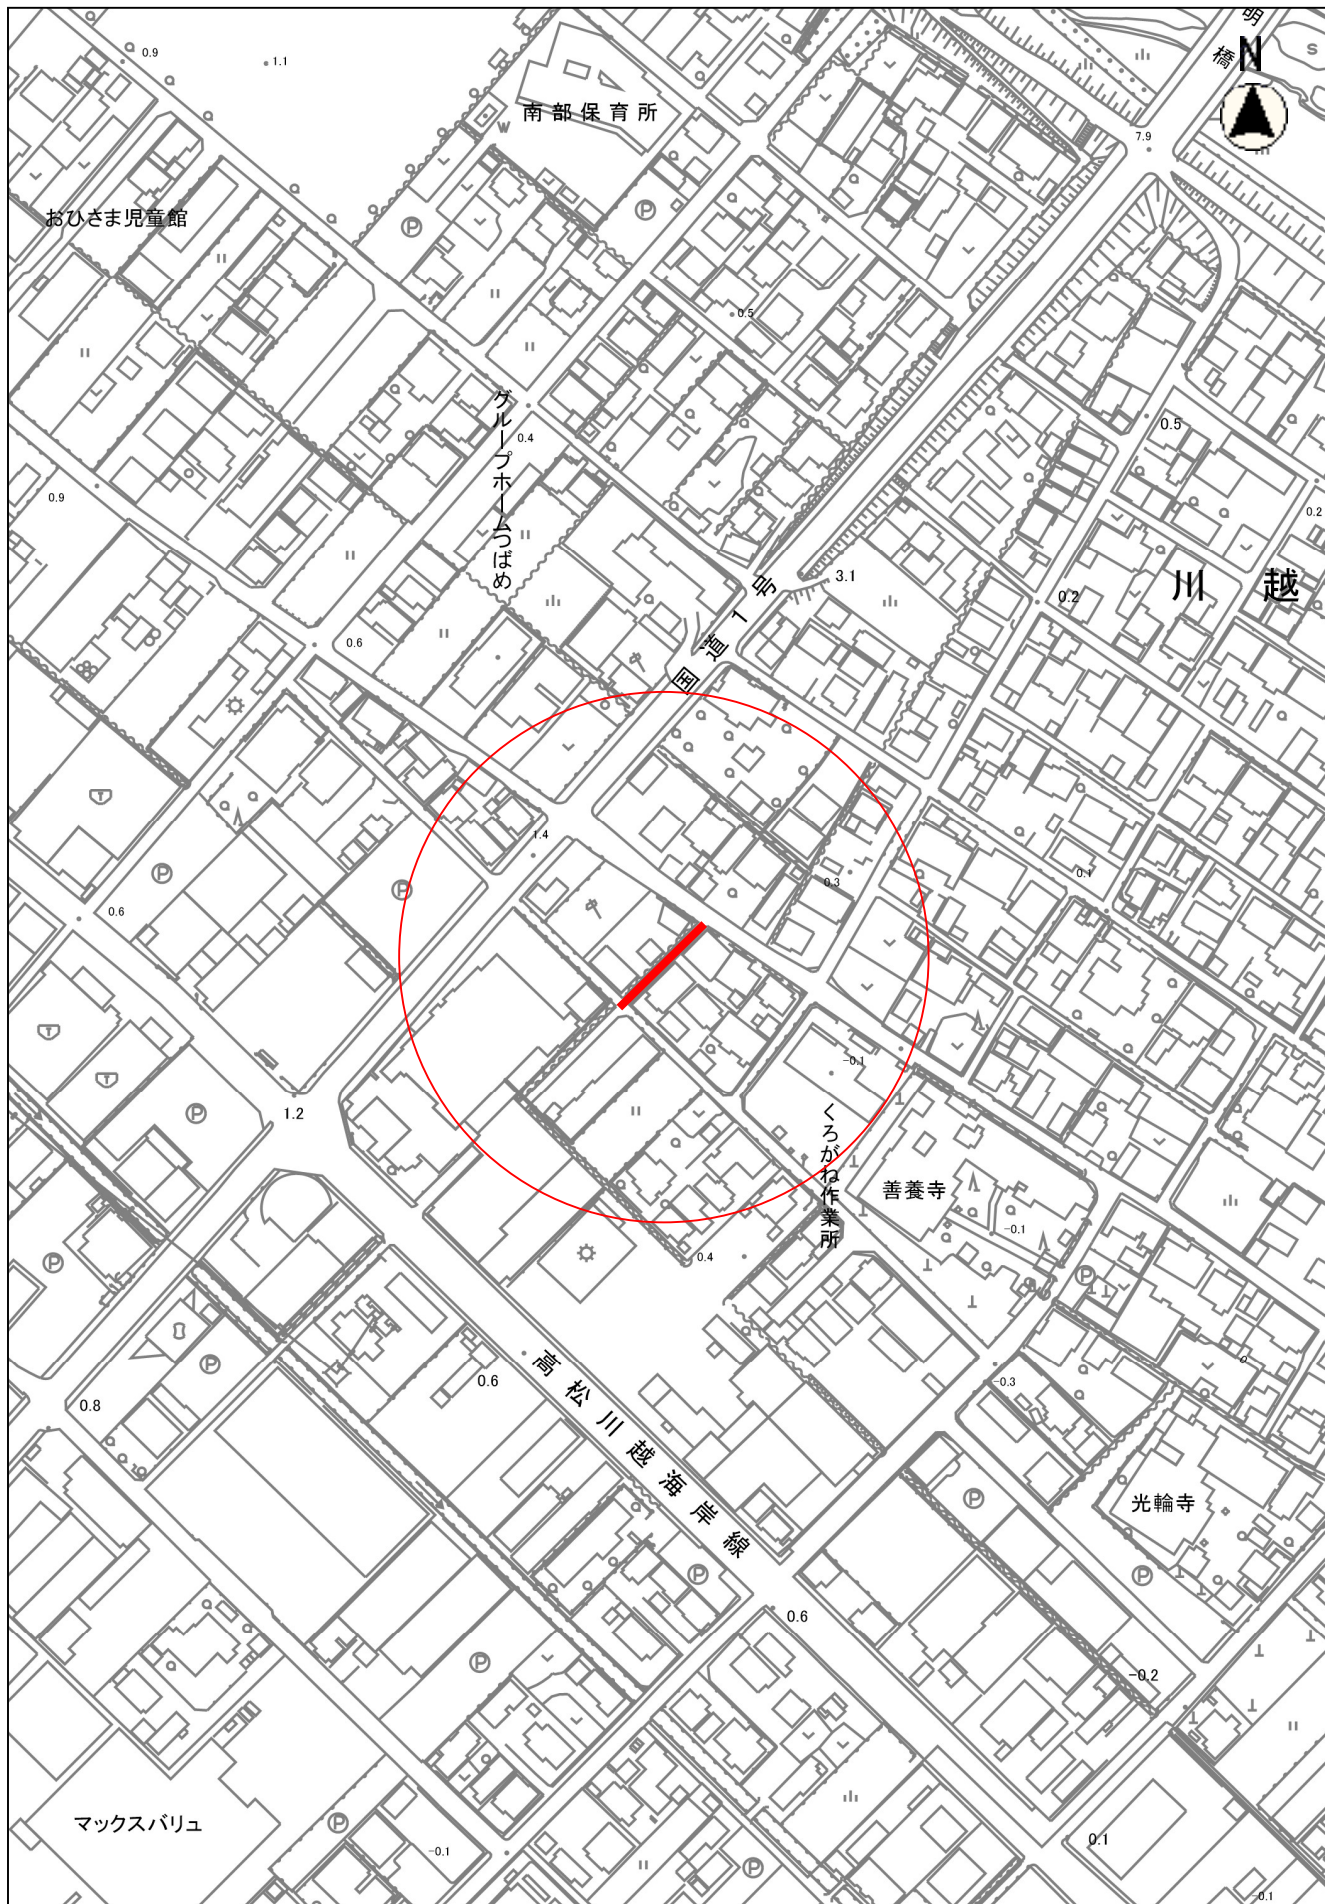 明
橋
N
0.9
1.1
南部保育所
7.9
おひさま児童館
P
P
0.5
グループホームつばめ
0.4
0.5
0.9
0.2
川越
3.1
国道1号
0.2
0.6
1.4
P
P
0.3
0.1
0.6
-0.1
P
1.2
くろがね作業所
善養寺
-0.1
0.4
P
P
高松川越海岸線
0.6
P
-0.3
0.8
P
光輪寺
P
P
0.6
P
-0.2
マックスバリュ
P
-0.1
P
0.1
-0.1